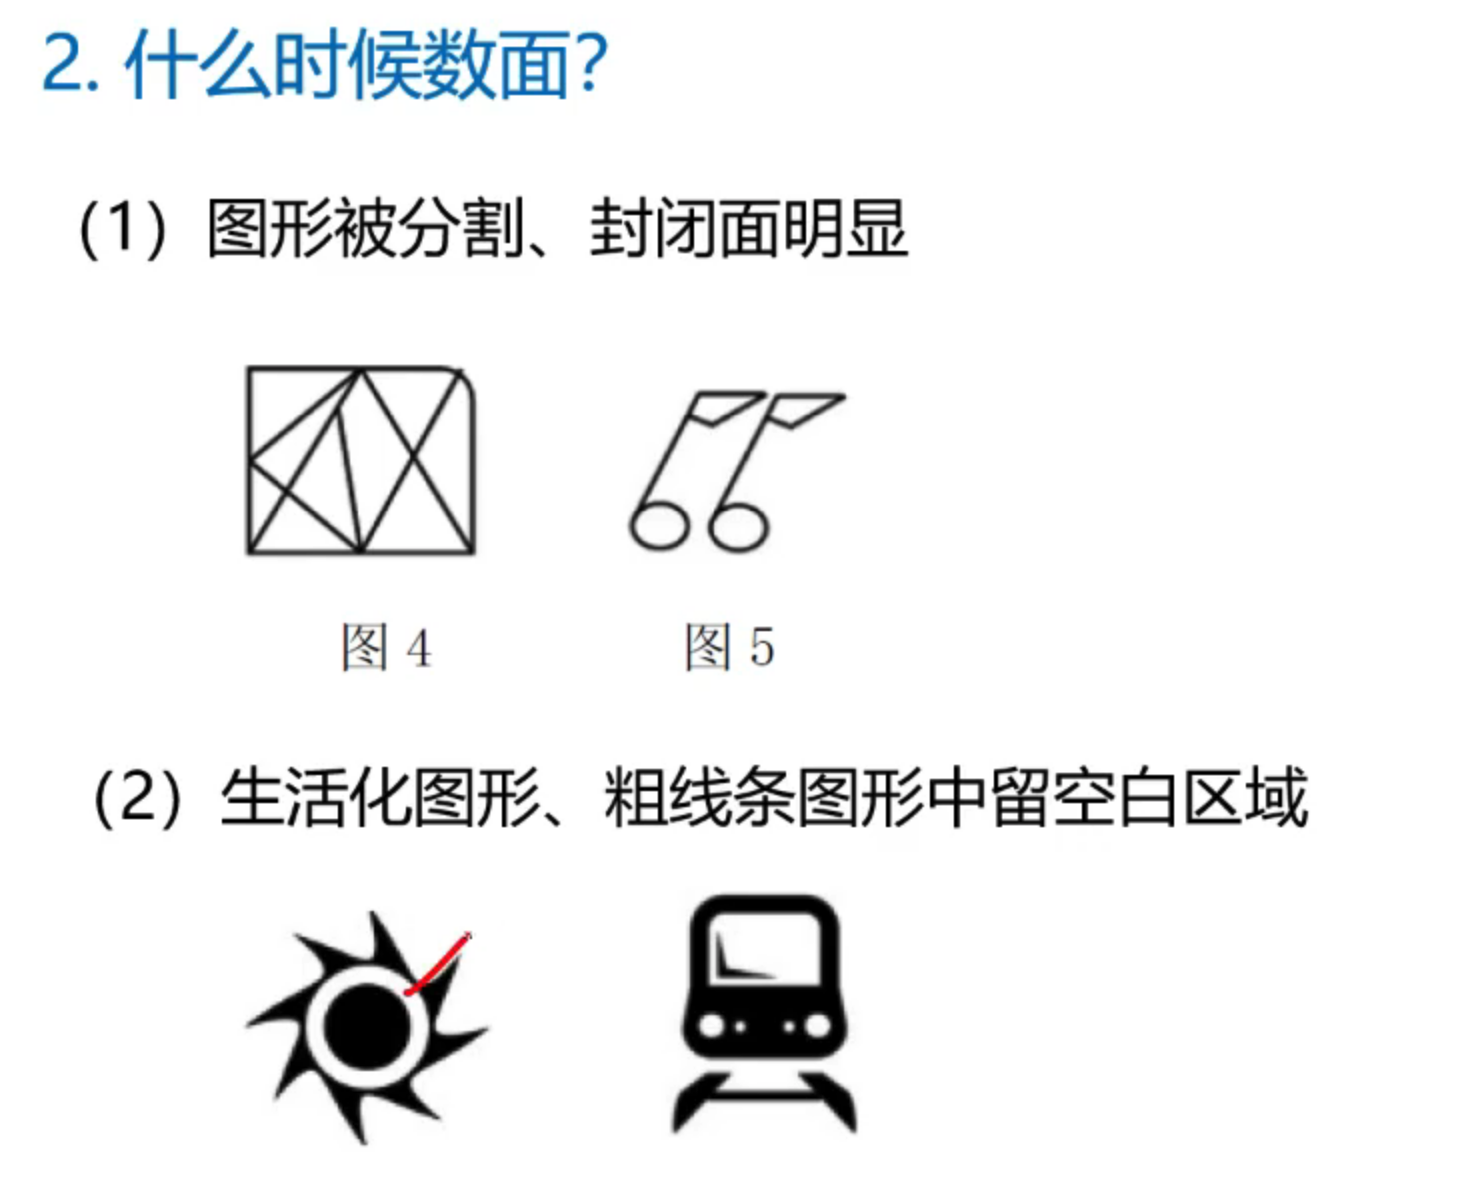 2. 什么时候数面?
（1）图形被分割、封闭面明显
图 4
图 5
（2）生活化图形、粗线条图形中留空白区域